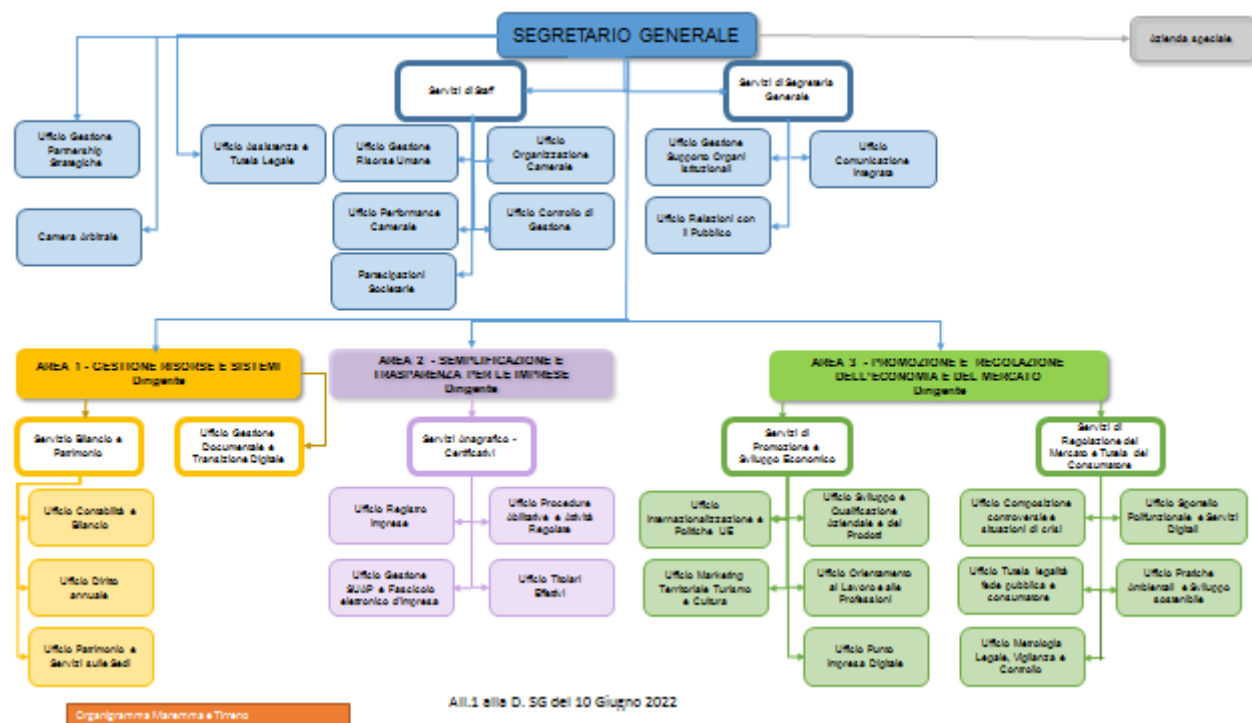 SEGRETARIO GENERALE
Azienda speciale
Servizi di Staff
Servizi di Segreteria
Generale
Ufficio Gestione
Partnership
Strategiche
Ufficio Assistenza e
Tutela Legale
Ufficio Gestione
Risorse Umane
Ufficio
Organizzazione
Camerale
Ufficio Gestione
Supporto Organi
Istituzionali
Ufficio
Comunicazione
Integrata
Camera Arbitrale
Ufficio Performance
Camerale
Ufficio Controllo di
Gestione
Ufficio Relazioni con
il Pubblico
Partecipazioni
Societarie
AREA 1 - GESTIONE RISORSE E SISTEMI
Dirigente
AREA 2 - SEMPLIFICAZIONE E
TRASPARENZA PER LE IMPRESE
Dirigente
AREA 3 - PROMOZIONE E REGOLAZIONE
DELL'ECONOMIA E DEL MERCATO
Dirigente
Servizio Bilancio e
Patrimonio
Ufficio Gestione
Documentale e
Transizione Digitale
Servizi Anagrafico -
Certificativi
Servizi di
Promozione e
Sviluppo Economico
Servizi di
Regolazione del
Mercato e Tutela del
Consumatore
Ufficio Contabilità e
Bilancio
Ufficio Registro
Imprese
Ufficio Procedure
Abilitative e Attività
Regolate
Ufficio
Internazionalizzazione e
Politiche UE
Ufficio Sviluppo e
Qualificazione
Aziendale e dei
Prodotti
Ufficio Composizione
controversie e
situazioni di crisi
Ufficio Sportello
Polifunzionale e Servizi
Digitali
Ufficio Diritto
annuale
Ufficio Gestione
SUAP e Fascicolo
elettronico d'impresa
Ufficio Titolari
Effettivi
Ufficio Marketing
Territoriale Turismo
e Cultura
Ufficio Orientamento
al Lavoro e alle
Professioni
Ufficio Tutela legalità
fede pubblica e
consumatore
Ufficio Pratiche
Ambientali e Sviluppo
sostenibile
Ufficio Patrimonio e
Servizi sulle Sedi
Ufficio Punto
Impresa Digitale
Ufficio Metrologia
Legale, Vigilanza e
Controllo
All.1 alla D. SG del 10 Giugno 2022
Organigramma Maremma e Tirreno